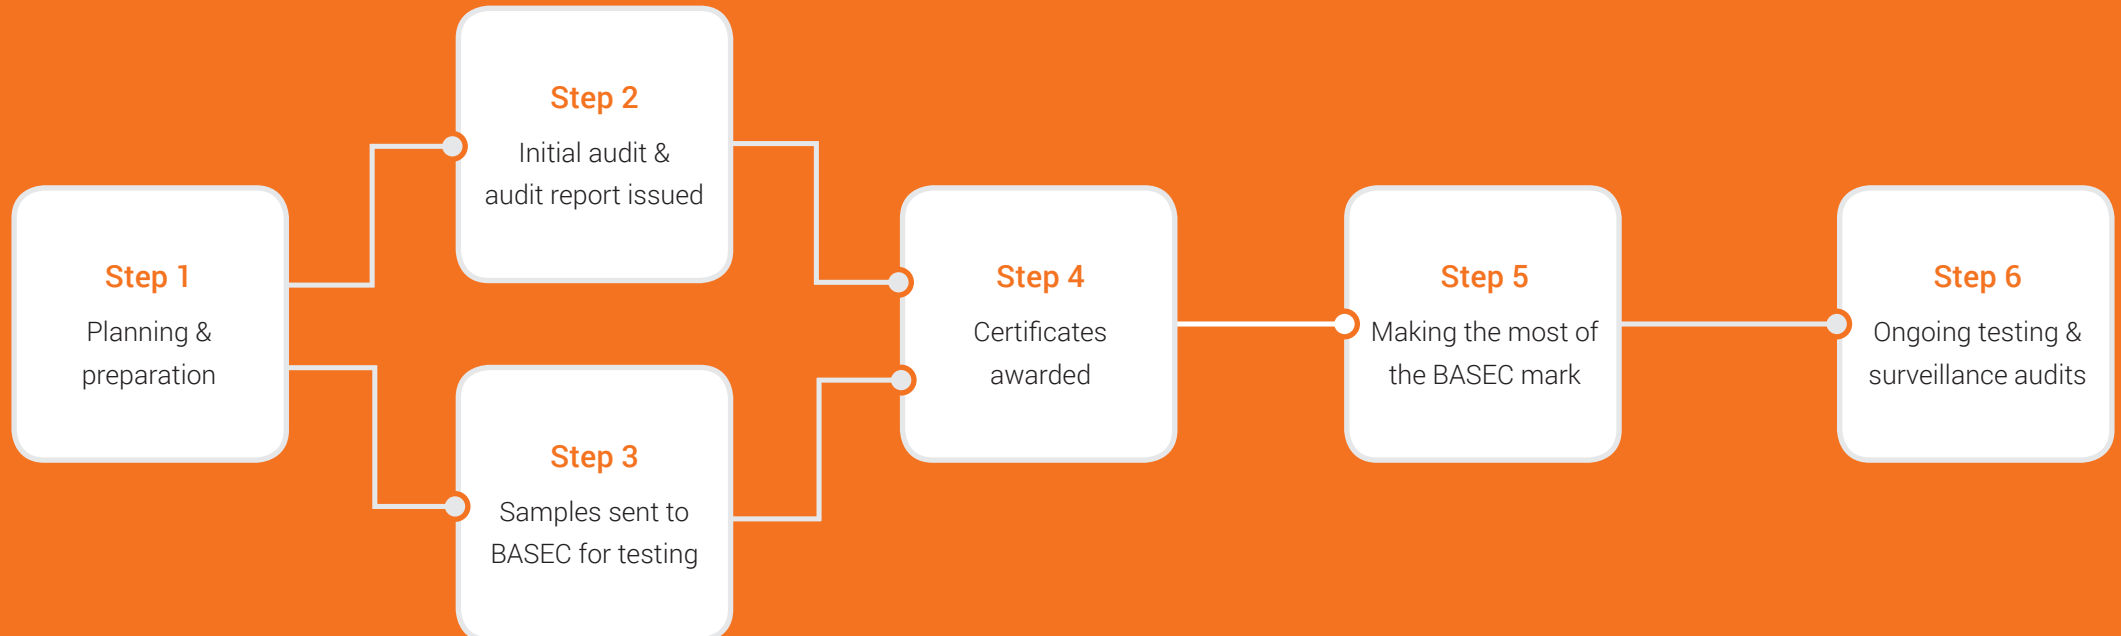 Step 1
Planning &
preparation
Step 2
Initial audit &
audit report issued
Step 3
Samples sent to
BASEC for testing
Step 4
Certificates
awarded
Step 5
Making the most of
the BASEC mark
Step 6
Ongoing testing &
surveillance audits